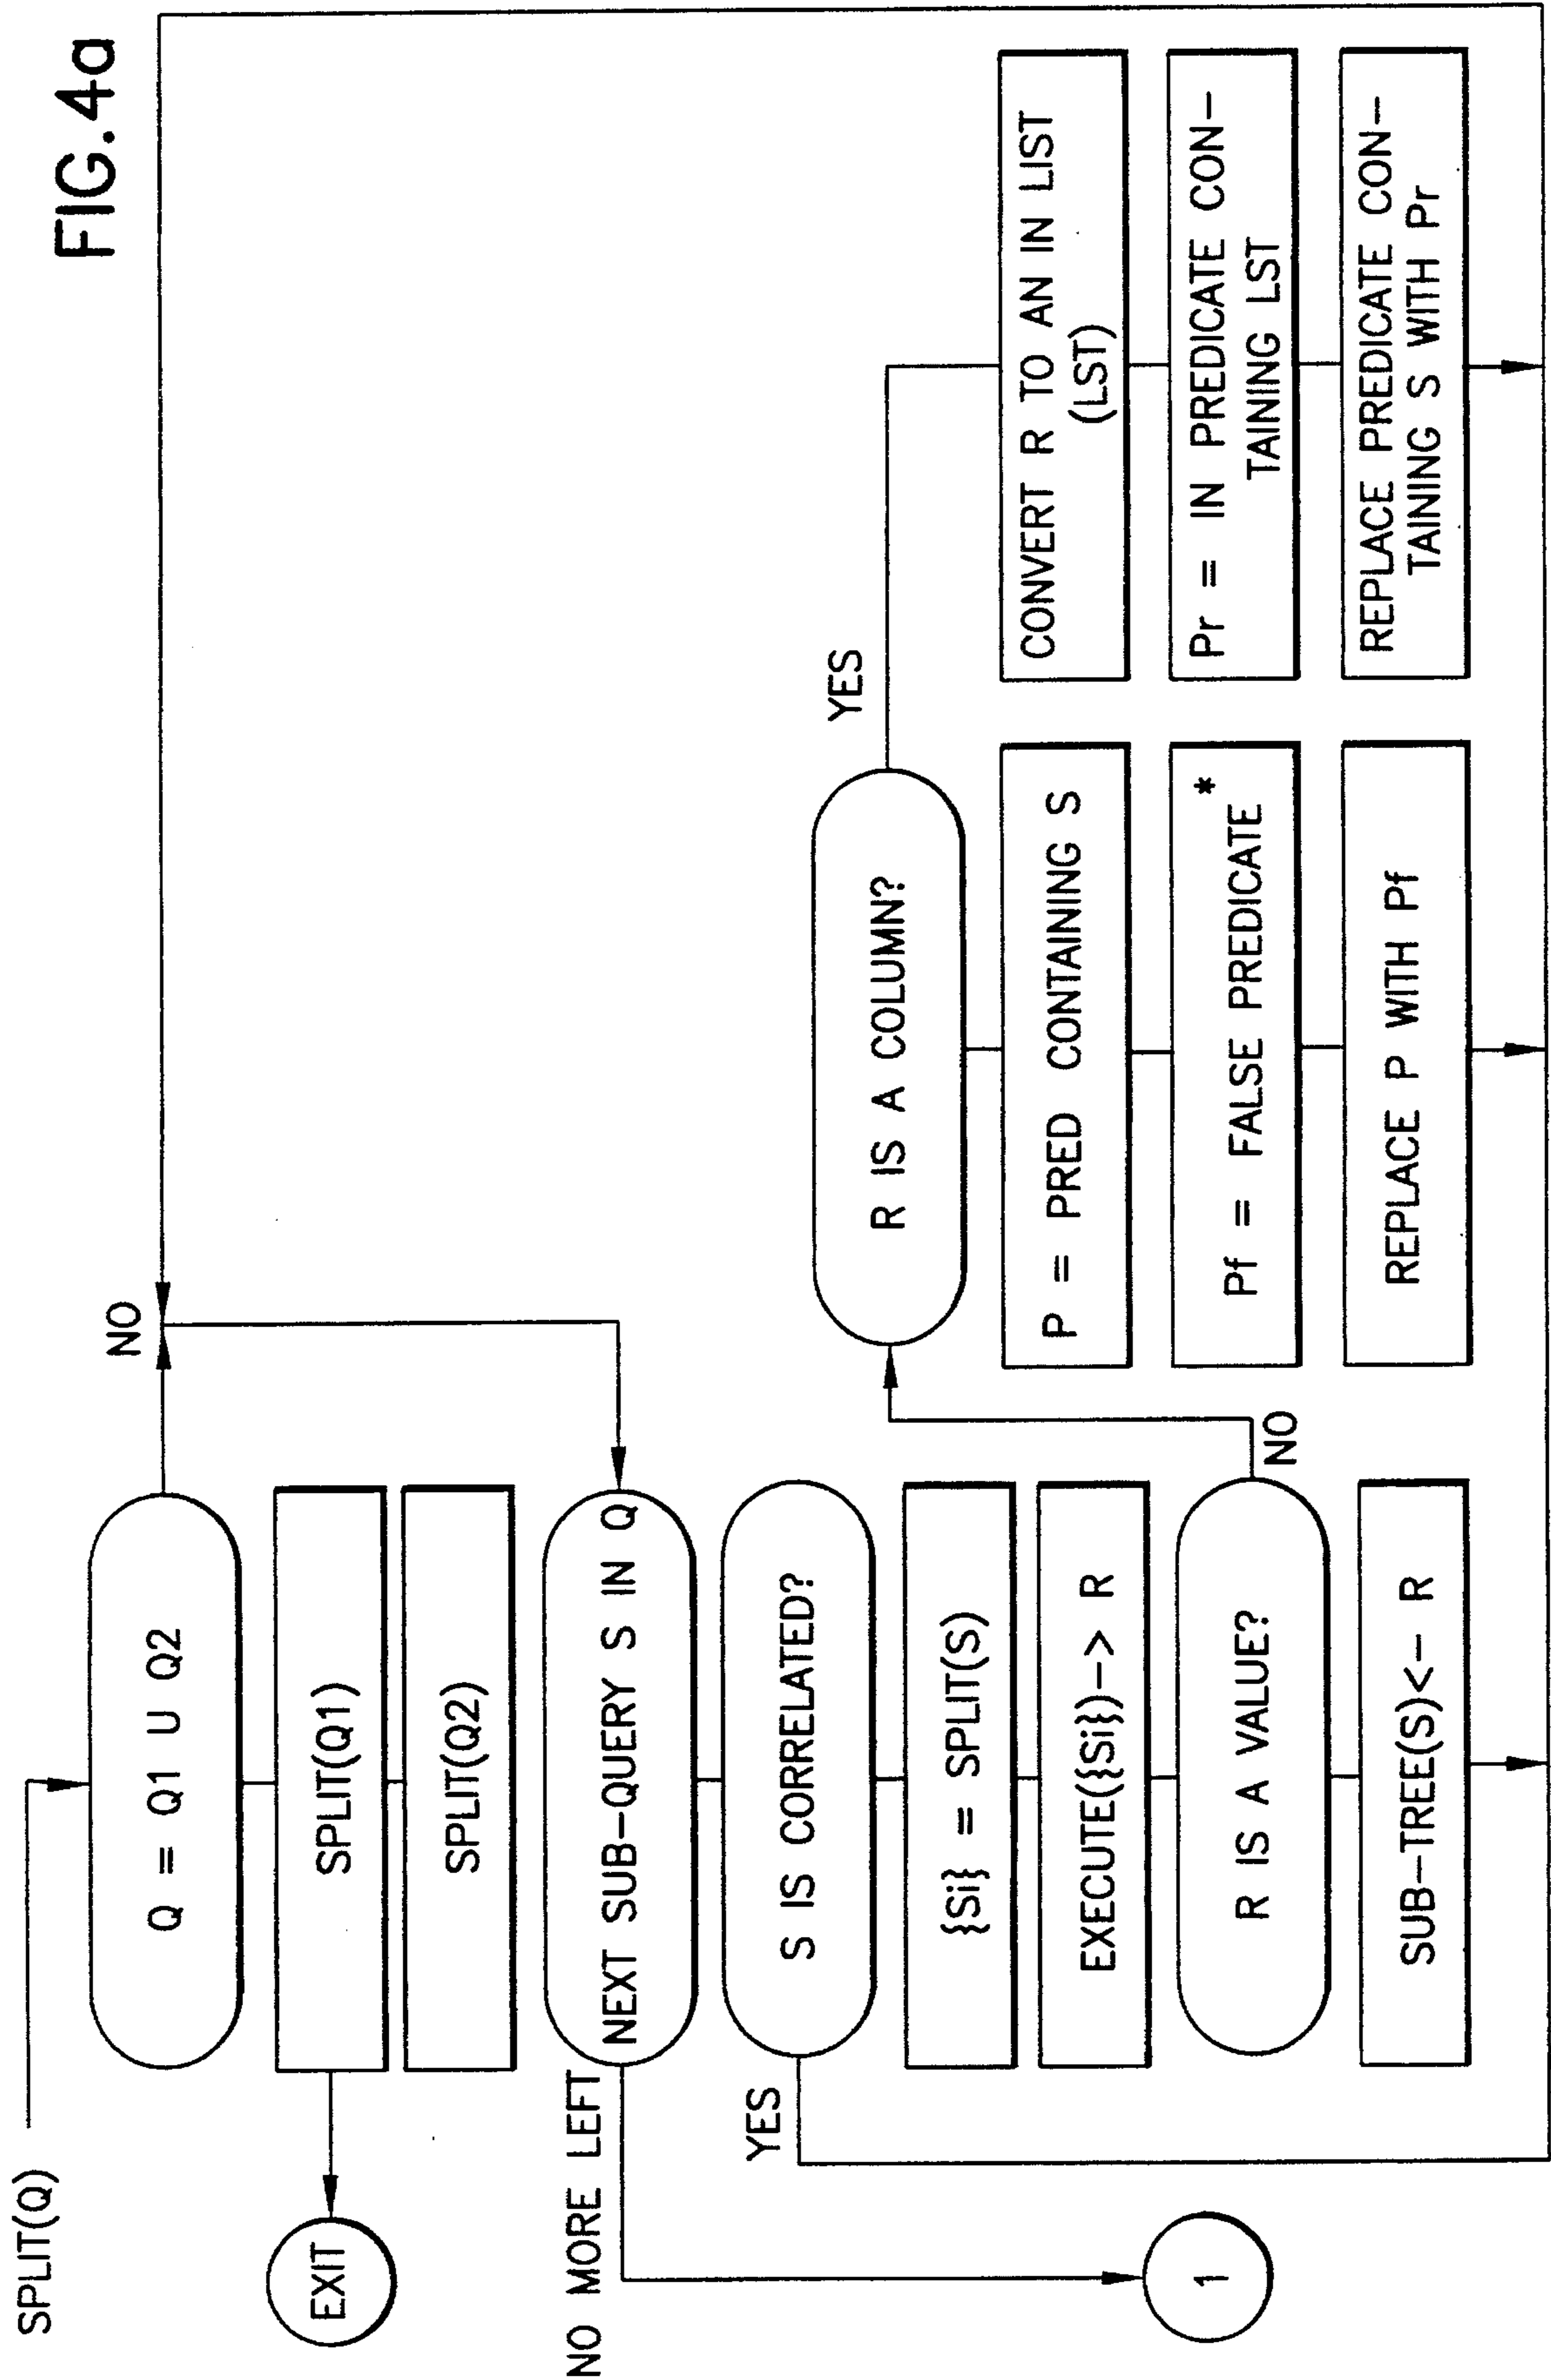 FIG.4a
SPLIT(Q)
Q = Q1 U Q2
NO
SPLIT(Q1)
EXIT
SPLIT(Q2)
NEXT SUB-QUERY S IN Q
NO MORE LEFT
1
S IS CORRELATED?
YES
{Si} = SPLIT(S)
EXECUTE({Si})-> R
R IS A VALUE?
NO
SUB-TREE(S)<- R
R IS A COLUMN?
YES
P = PRED CONTAINING S
Pf = FALSE PREDICATE *
REPLACE P WITH Pf
CONVERT R TO AN IN LIST
(LST)
Pr = IN PREDICATE CON-
TAINING LST
REPLACE PREDICATE CON-
TAINING S WITH Pr